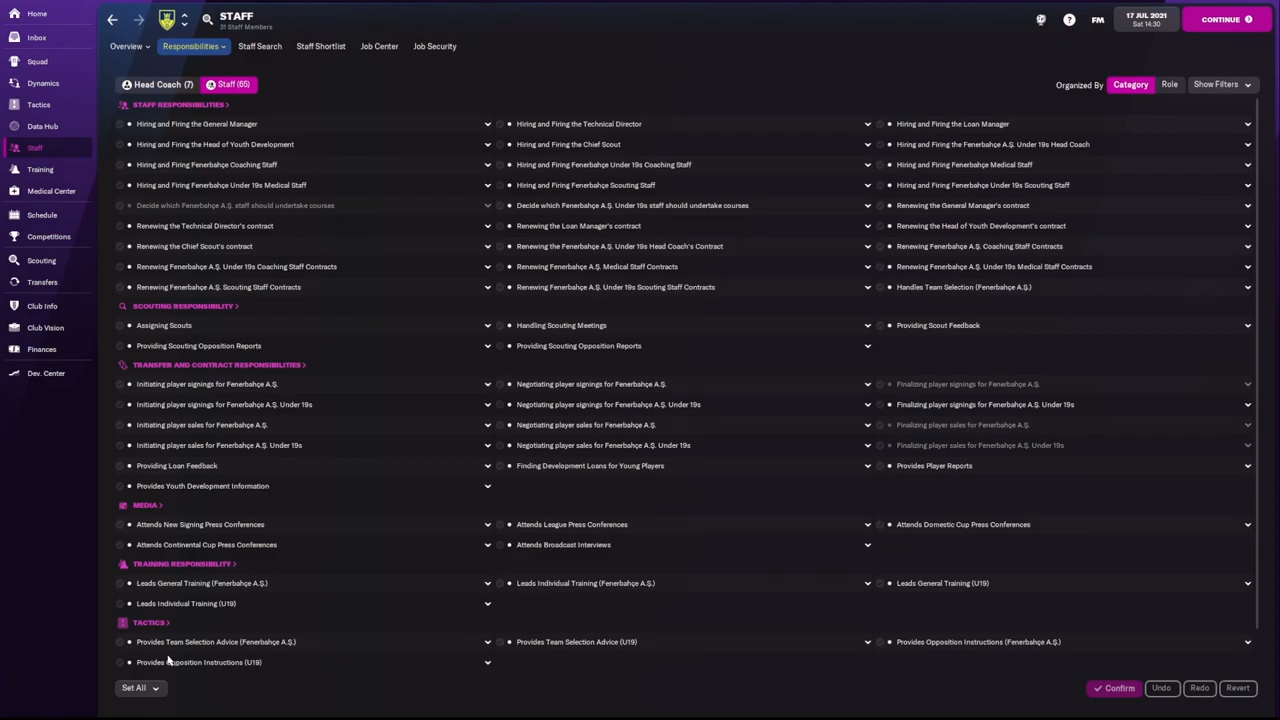 Home
STAFF
31 Staff Members
FM
17 JUL 2021
Sat 14:30
CONTINUE
Inbox
Overview
Responsibilities
Staff Search
Staff Shortlist
Job Center
Job Security
Squad
Dynamics
Tactics
Data Hub
Staff
Training
Medical Center
Schedule
Competitions
Scouting
Transfers
Club Info
Club Vision
Finances
Dev. Center
Head Coach (7)
Staff (65)
Organized By
Category
Role
Show Filters
STAFF RESPONSIBILITIES >
Hiring and Firing the General Manager
Hiring and Firing the Technical Director
Hiring and Firing the Loan Manager
Hiring and Firing the Head of Youth Development
Hiring and Firing the Chief Scout
Hiring and Firing the Fenerbahçe A.Ş. Under 19s Head Coach
Hiring and Firing Fenerbahçe Coaching Staff
Hiring and Firing Fenerbahçe Under 19s Coaching Staff
Hiring and Firing Fenerbahçe Medical Staff
Hiring and Firing Fenerbahçe Under 19s Medical Staff
Hiring and Firing Fenerbahçe Scouting Staff
Hiring and Firing Fenerbahçe Under 19s Scouting Staff
Decide which Fenerbahçe A.Ş. staff should undertake courses
Decide which Fenerbahçe A.Ş. Under 19s staff should undertake courses
Renewing the General Manager's contract
Renewing the Technical Director's contract
Renewing the Loan Manager's contract
Renewing the Head of Youth Development's contract
Renewing the Chief Scout's contract
Renewing the Fenerbahçe A.Ş. Under 19s Head Coach's Contract
Renewing Fenerbahçe A.Ş. Coaching Staff Contracts
Renewing Fenerbahçe A.Ş. Under 19s Coaching Staff Contracts
Renewing Fenerbahçe A.Ş. Medical Staff Contracts
Renewing Fenerbahçe A.Ş. Under 19s Medical Staff Contracts
Renewing Fenerbahçe A.Ş. Scouting Staff Contracts
Renewing Fenerbahçe A.Ş. Under 19s Scouting Staff Contracts
Handles Team Selection (Fenerbahçe A.Ş.)
SCOUTING RESPONSIBILITY >
Assigning Scouts
Handling Scouting Meetings
Providing Scout Feedback
Providing Scouting Opposition Reports
Providing Scouting Opposition Reports
TRANSFER AND CONTRACT RESPONSIBILITIES >
Initiating player signings for Fenerbahçe A.Ş.
Negotiating player signings for Fenerbahçe A.Ş.
Finalizing player signings for Fenerbahçe A.Ş.
Initiating player signings for Fenerbahçe A.Ş. Under 19s
Negotiating player signings for Fenerbahçe A.Ş. Under 19s
Finalizing player signings for Fenerbahçe A.Ş. Under 19s
Initiating player sales for Fenerbahçe A.Ş.
Negotiating player sales for Fenerbahçe A.Ş.
Finalizing player sales for Fenerbahçe A.Ş.
Initiating player sales for Fenerbahçe A.Ş. Under 19s
Negotiating player sales for Fenerbahçe A.Ş. Under 19s
Finalizing player sales for Fenerbahçe A.Ş. Under 19s
Providing Loan Feedback
Finding Development Loans for Young Players
Provides Player Reports
Provides Youth Development Information
MEDIA >
Attends New Signing Press Conferences
Attends League Press Conferences
Attends Domestic Cup Press Conferences
Attends Continental Cup Press Conferences
Attends Broadcast Interviews
TRAINING RESPONSIBILITY >
Leads General Training (Fenerbahçe A.Ş.)
Leads Individual Training (Fenerbahçe A.Ş.)
Leads General Training (U19)
Leads Individual Training (U19)
TACTICS >
Provides Team Selection Advice (Fenerbahçe A.Ş.)
Provides Team Selection Advice (U19)
Provides Opposition Instructions (Fenerbahçe A.Ş.)
Provides Opposition Instructions (U19)
Set All
Confirm
Undo
Redo
Revert